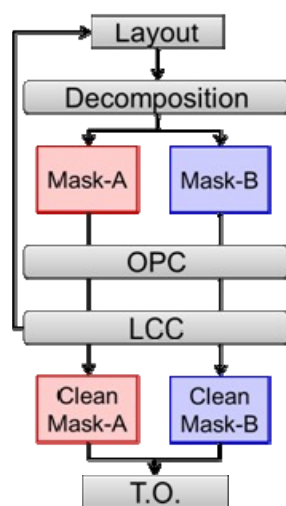 Layout
Decomposition
Mask-A
Mask-B
OPC
LCC
Clean
Mask-A
Clean
Mask-B
T.O.